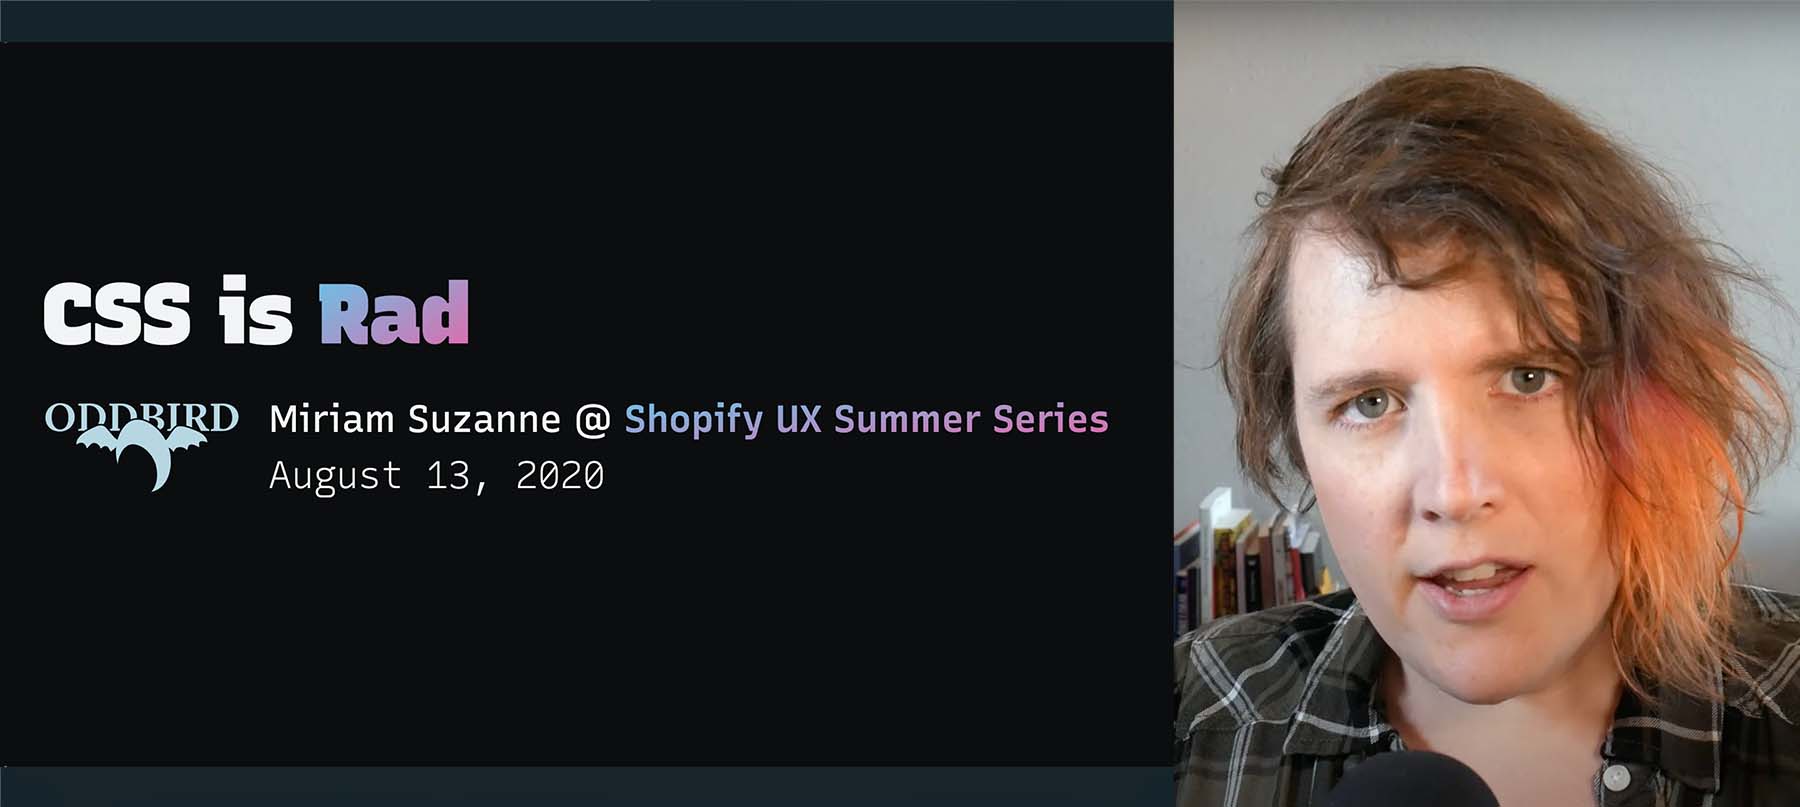 CSS is Rad
ODDBIRD
Miriam Suzanne @ Shopify UX Summer Series
August 13, 2020